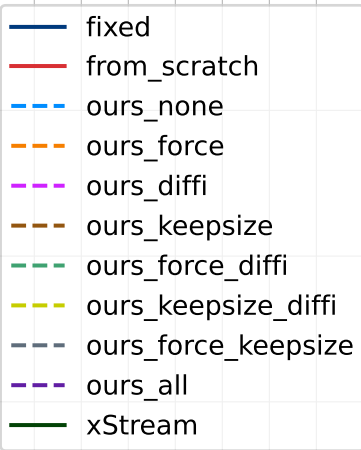 fixed
from_scratch
ours_none
ours_force
ours_diffi
ours_keepsize
ours_force_diffi
ours_keepsize_diffi
ours_force_keepsize
ours_all
xStream